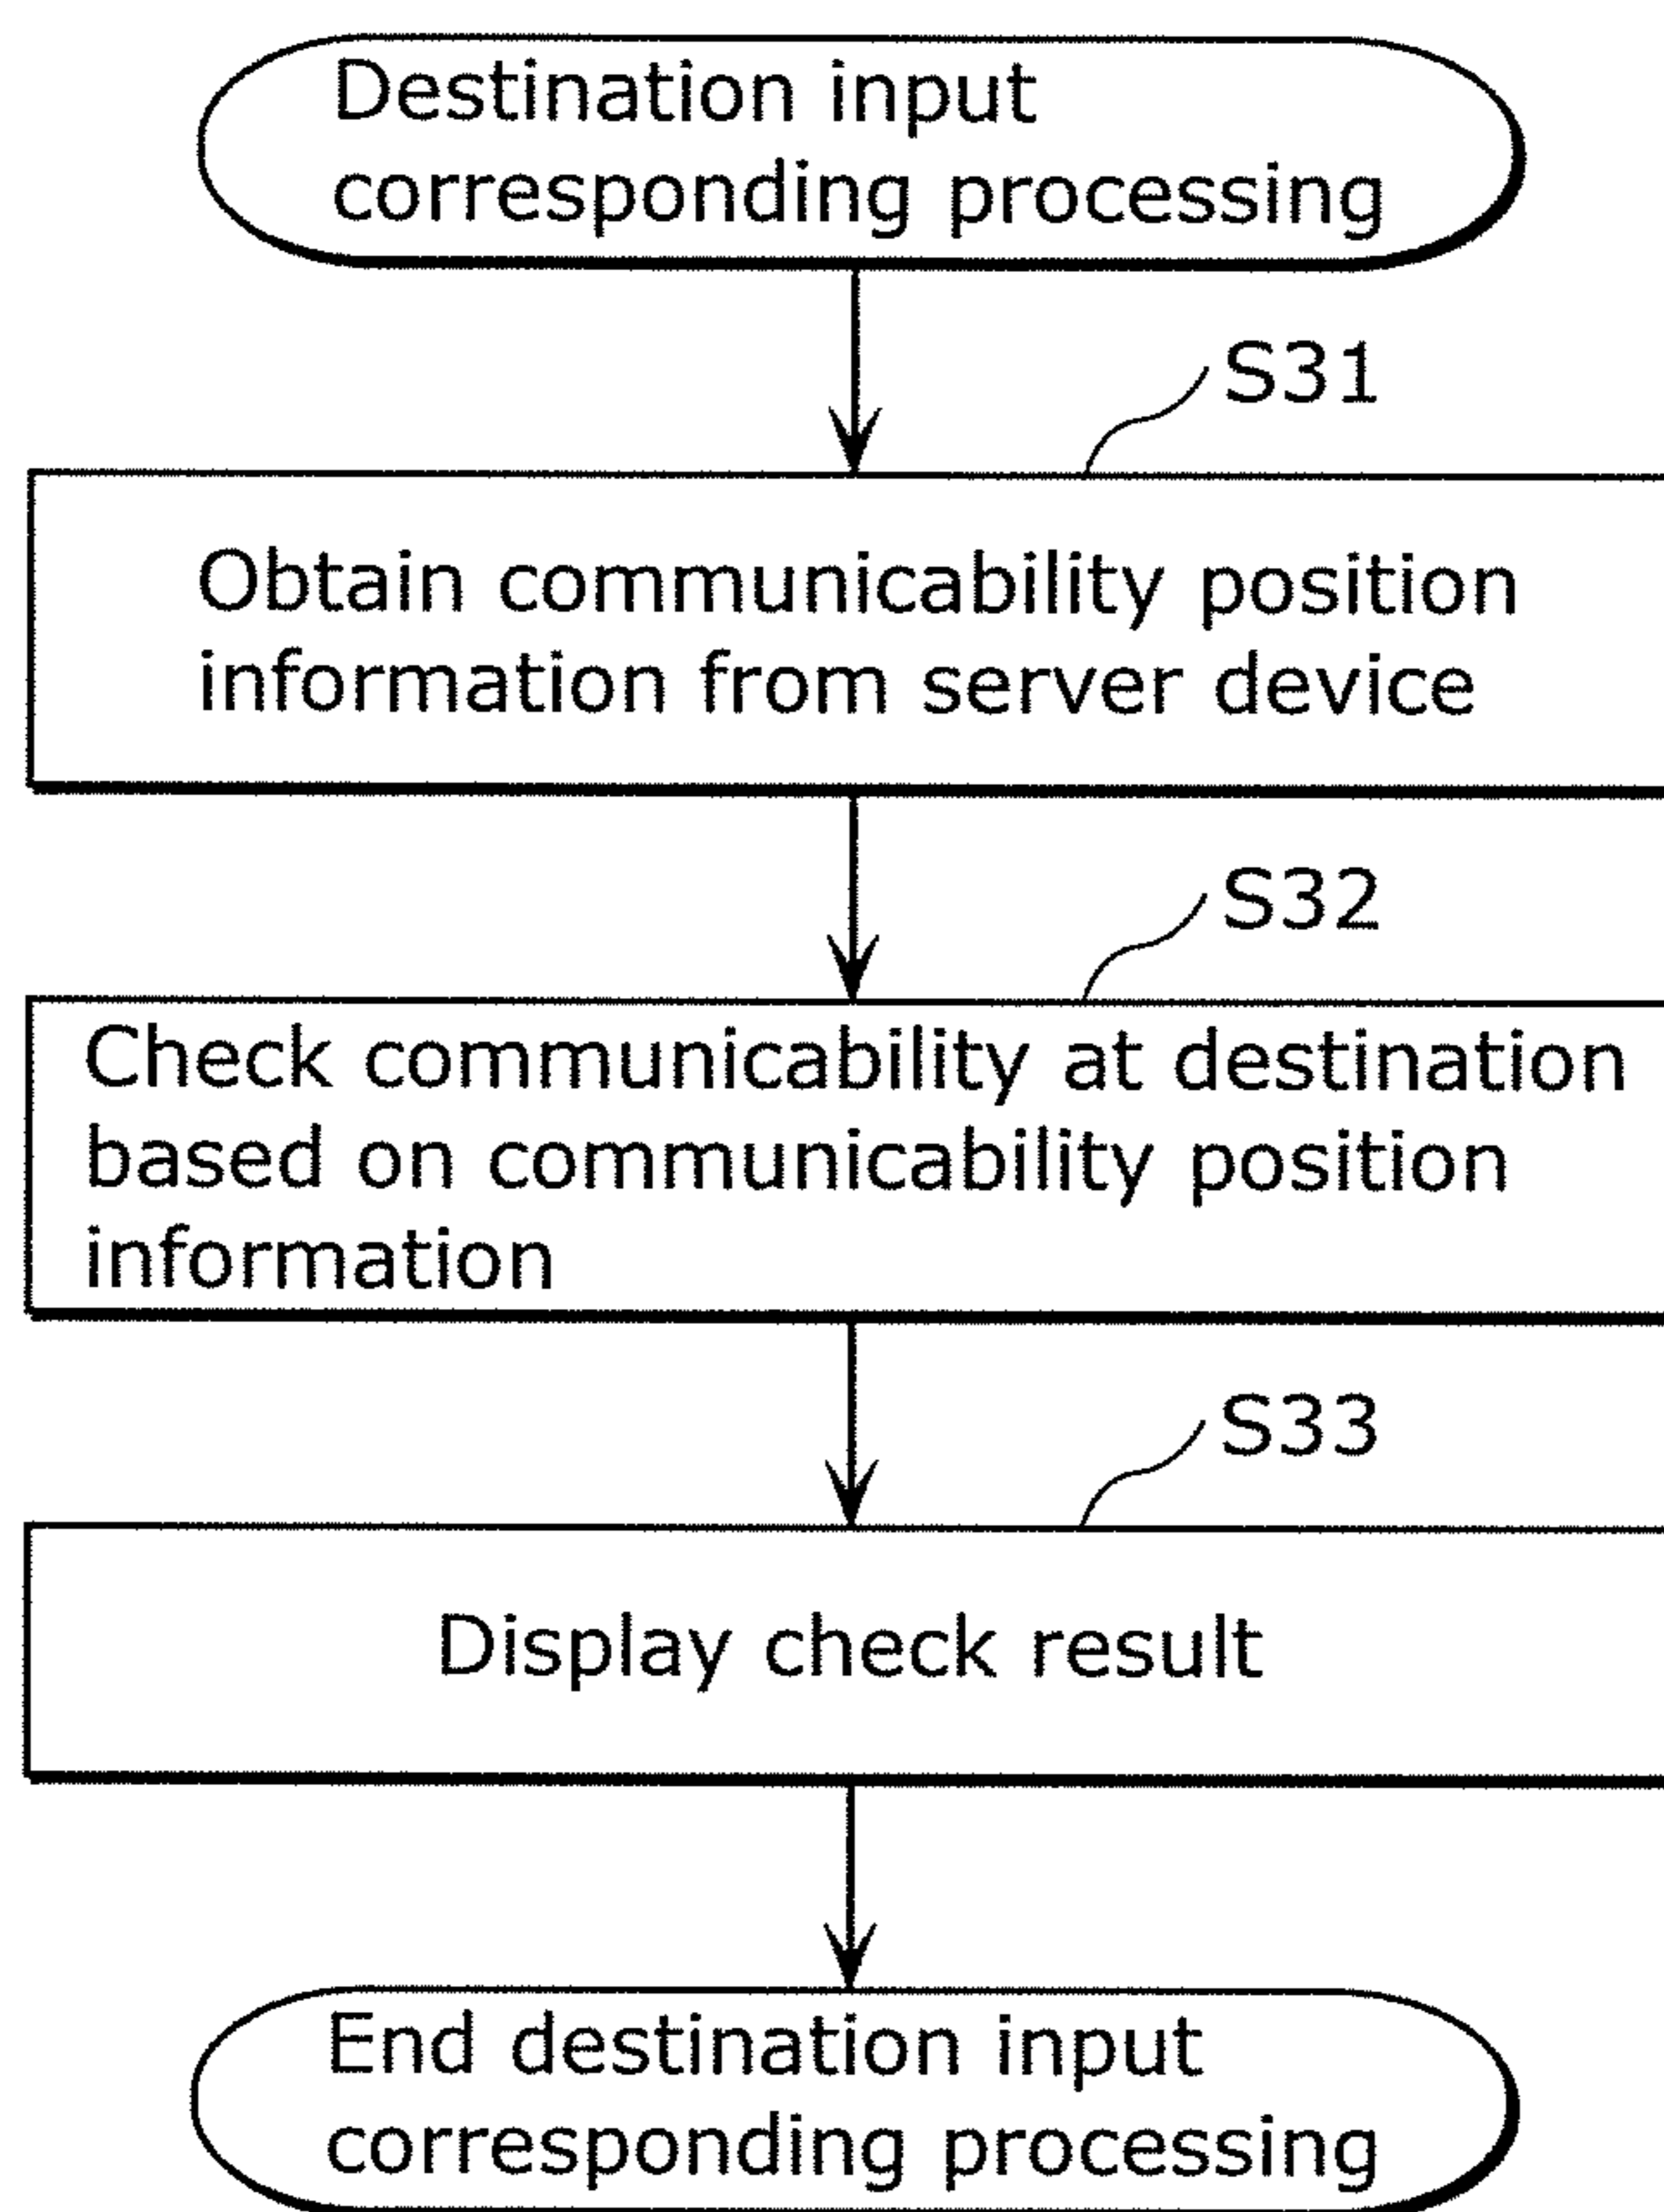 Destination input
corresponding processing
S31
Obtain communicability position
information from server device
S32
Check communicability at destination
based on communicability position
information
S33
Display check result
End destination input
corresponding processing